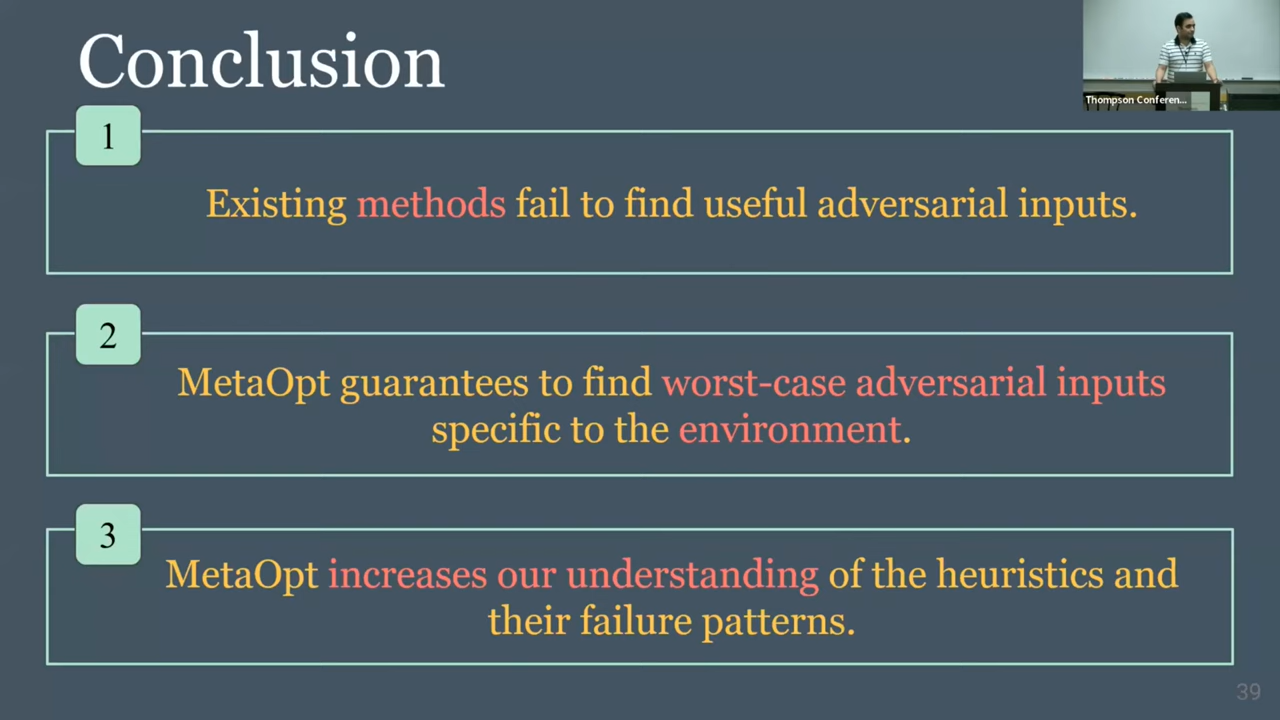 Conclusion
Thompson Conferen...
1
Existing methods fail to find useful adversarial inputs.
2
MetaOpt guarantees to find worst-case adversarial inputs
specific to the environment.
3
MetaOpt increases our understanding of the heuristics and
their failure patterns.
39